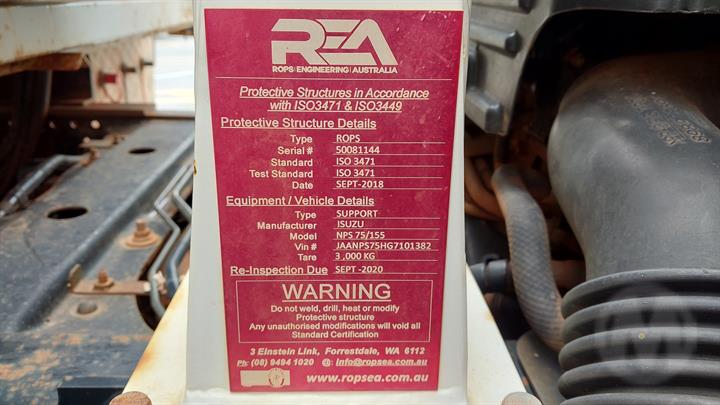 REA
ROPS ENGINEERING AUSTRALIA
Protective Structures in Accordance
with ISO3471 & ISO3449
Protective Structure Details
Type ROPS
Serial # 50081144
Standard ISO 3471
Test Standard ISO 3471
Date SEPT-2018
Equipment / Vehicle Details
Type SUPPORT
Manufacturer ISUZU
Model NPS 75/155
Vin # JAANPS75HG7101382
Tare 3 ,000 KG
Re-Inspection Due SEPT -2020
WARNING
Do not weld, drill, heat or modify
Protective structure
Any unauthorised modifications will void all
Standard Certification
3 Einstein Link, Forrestdale, WA 6112
Ph: (08) 9494 1020 @: Info@ropsea.com.au
www.ropsea.com.au
PICKLES